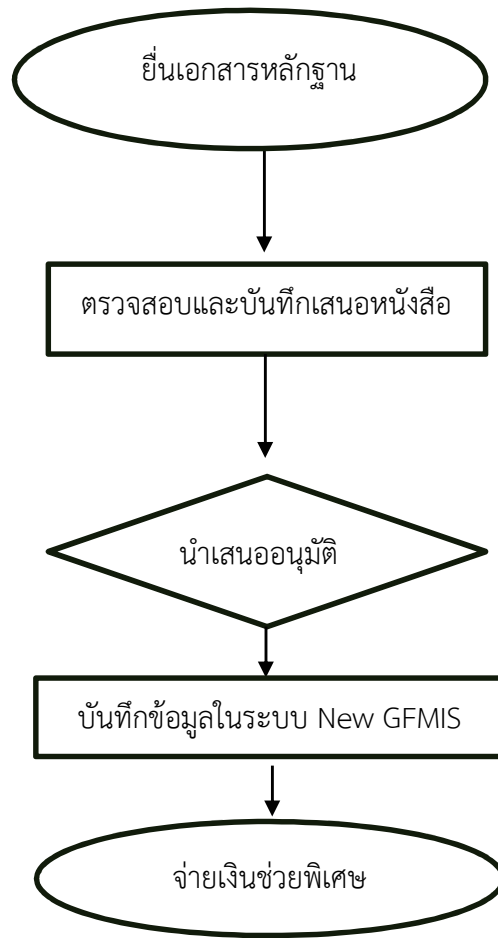 ยื่นเอกสารหลักฐาน
ตรวจสอบและบันทึกเสนอหนังสือ
นำเสนออนุมัติ
บันทึกข้อมูลในระบบ New GFMIS
จ่ายเงินช่วยพิเศษ